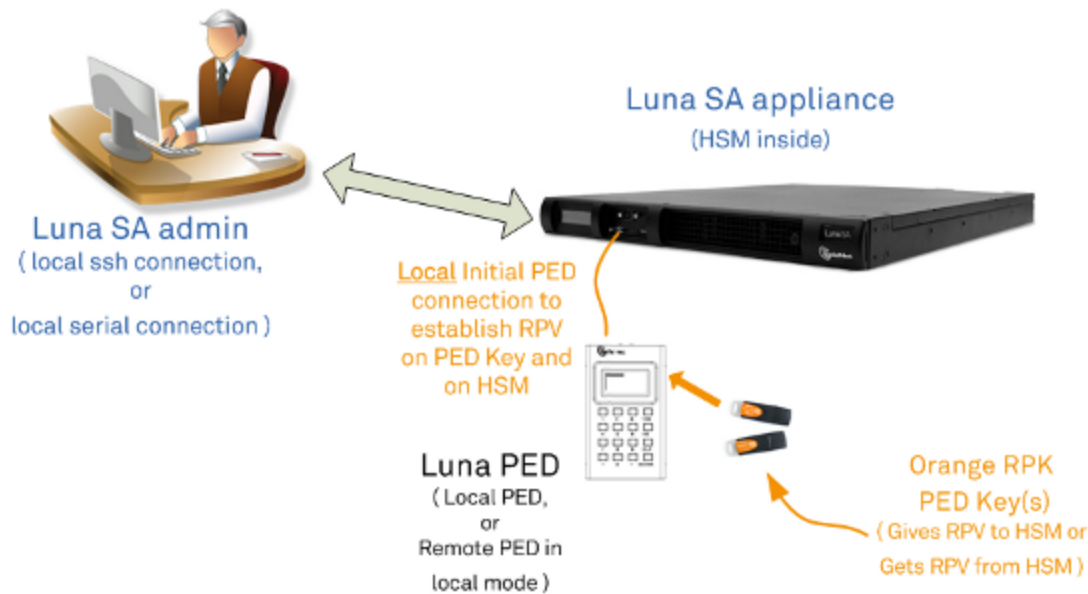 Luna SA appliance
(HSM inside)
Luna SA admin
( local ssh connection,
or
local serial connection )
Local Initial PED
connection to
establish RPV
on PED Key and
on HSM
Luna PED
( Local PED,
or
Remote PED in
local mode )
Orange RPK
PED Key(s)
( Gives RPV to HSM or
Gets RPV from HSM )
Luna SA